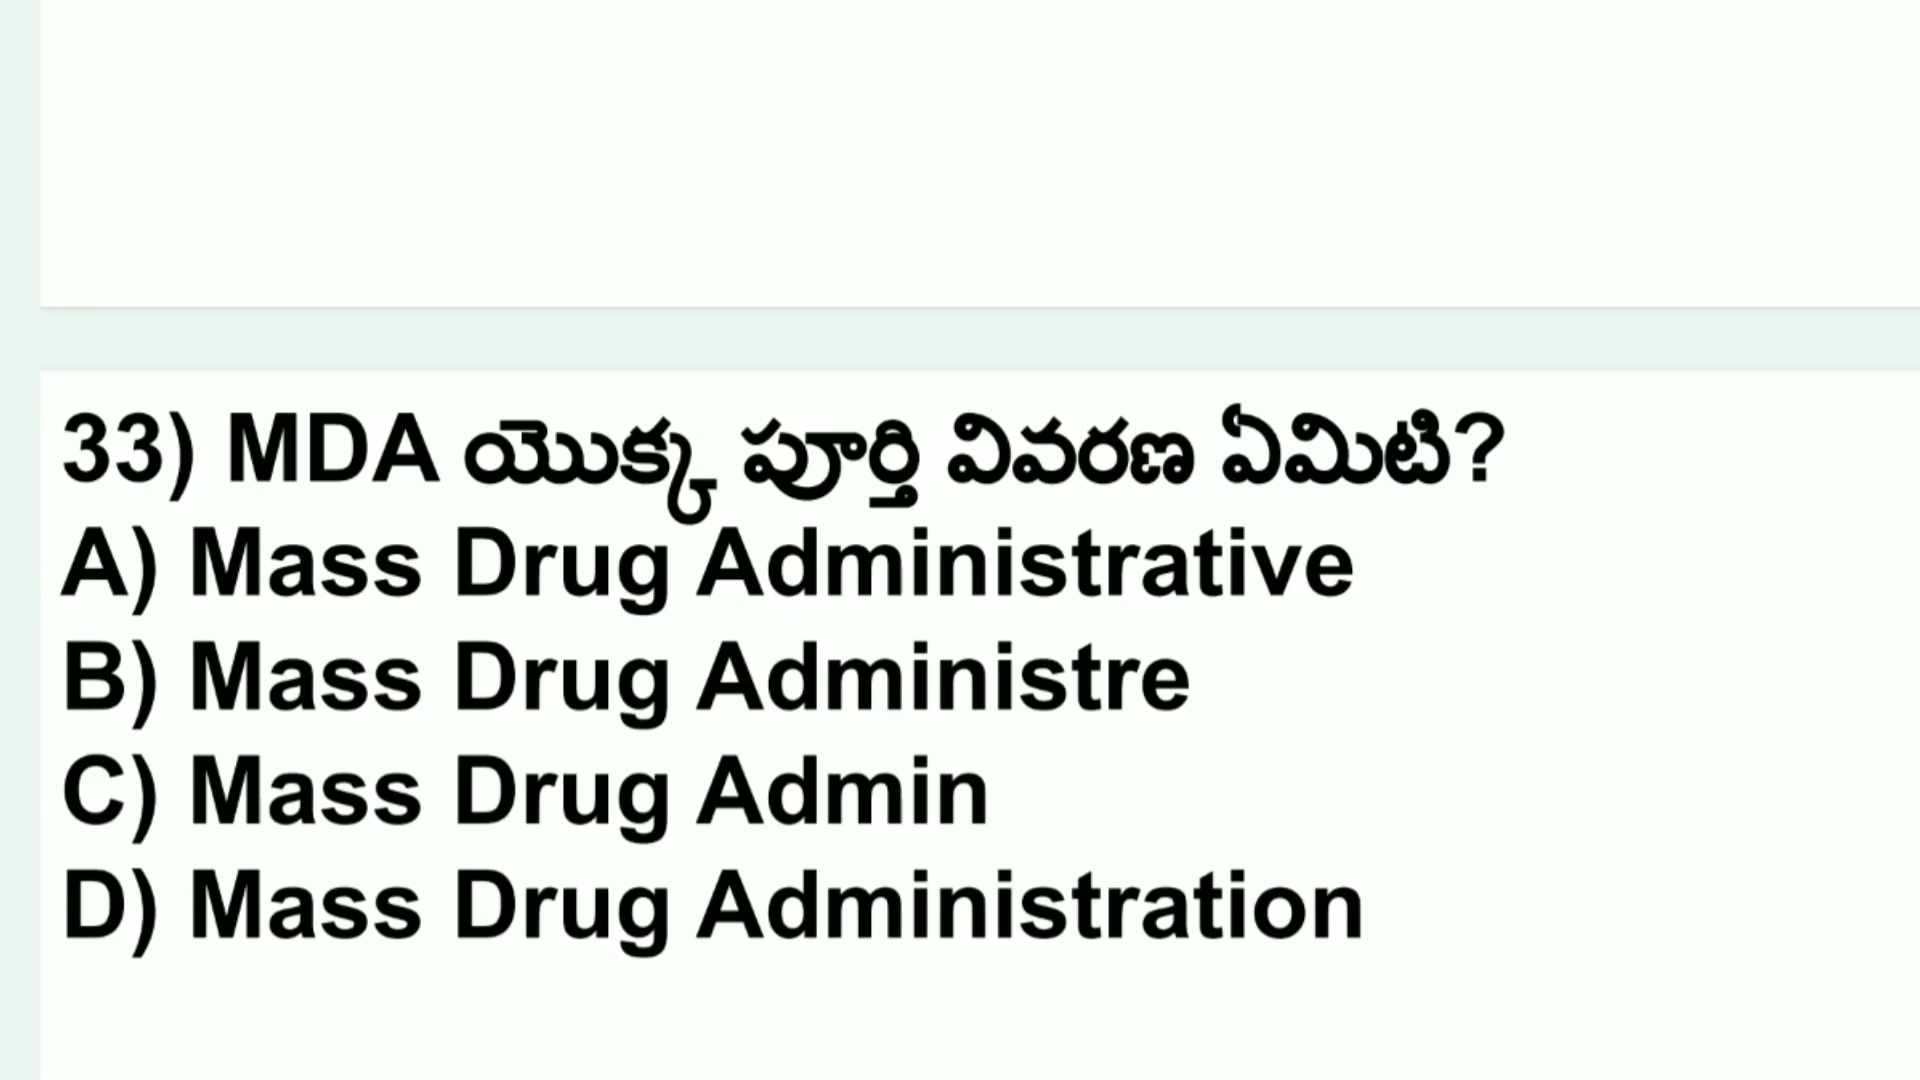 33) MDA యొక్క పూర్తి వివరణ ఏమిటి?
A) Mass Drug Administrative
B) Mass Drug Administre
C) Mass Drug Admin
D) Mass Drug Administration